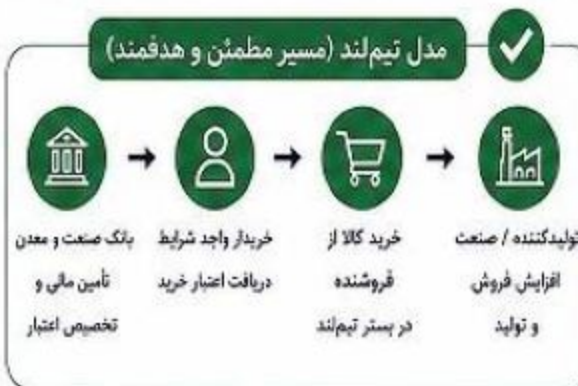 مدل تیم‌لند (مسیر مطمئن و هدفمند)
بانک صنعت و معدن
تأمین مالی و
تخصیص اعتبار
خریدار واجد شرایط
دریافت اعتبار خرید
خرید کالا از
فروشنده
در بستر تیم‌لند
تولیدکننده / صنعت
افزایش فروش
و تولید